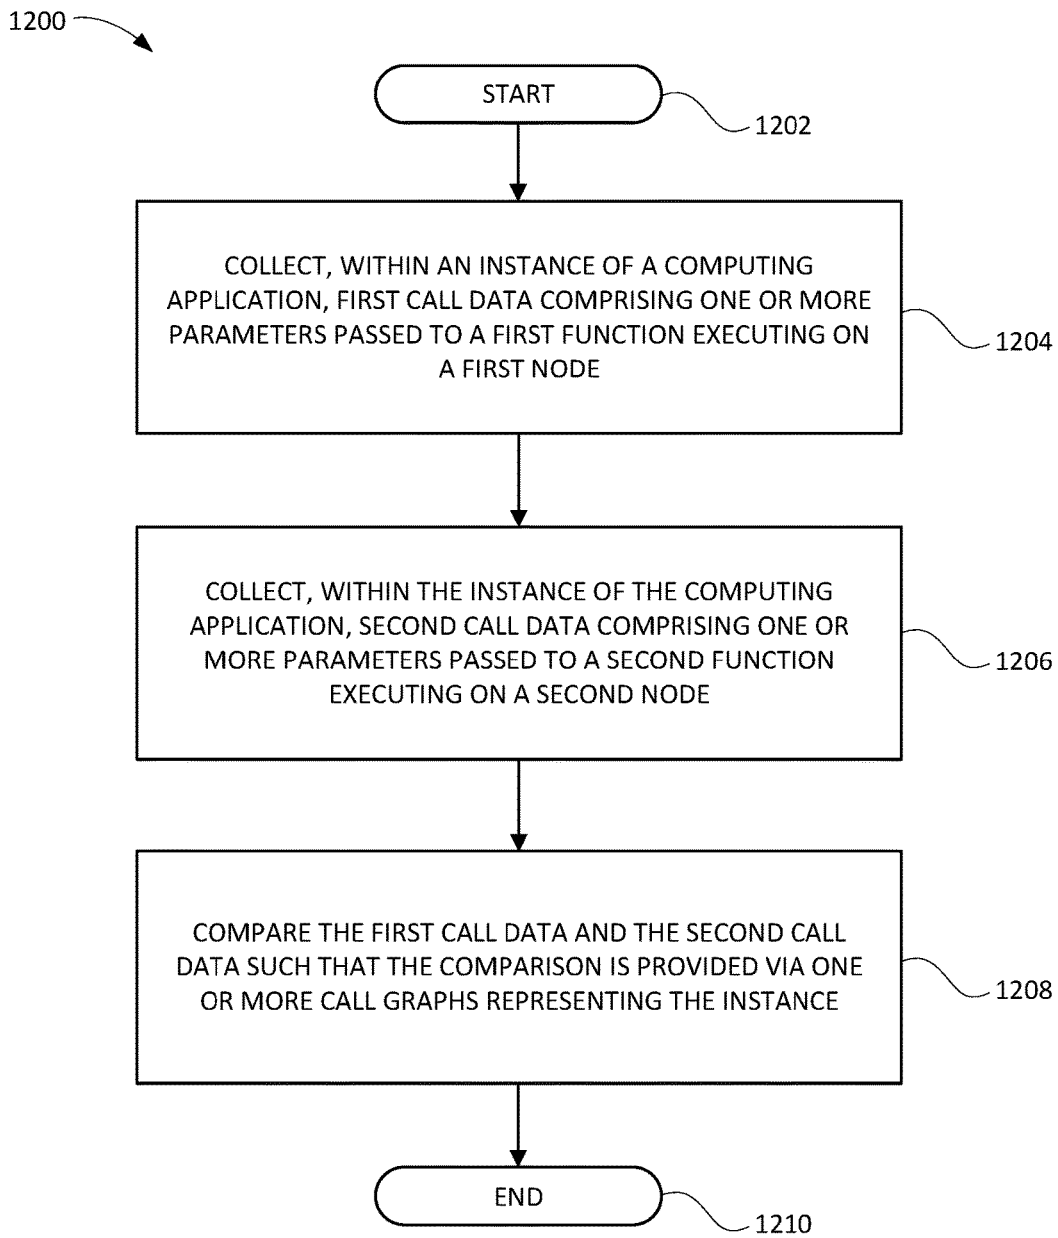 1200
START
1202
COLLECT, WITHIN AN INSTANCE OF A COMPUTING
APPLICATION, FIRST CALL DATA COMPRISING ONE OR MORE
PARAMETERS PASSED TO A FIRST FUNCTION EXECUTING ON
A FIRST NODE
1204
COLLECT, WITHIN THE INSTANCE OF THE COMPUTING
APPLICATION, SECOND CALL DATA COMPRISING ONE OR
MORE PARAMETERS PASSED TO A SECOND FUNCTION
EXECUTING ON A SECOND NODE
1206
COMPARE THE FIRST CALL DATA AND THE SECOND CALL
DATA SUCH THAT THE COMPARISON IS PROVIDED VIA ONE
OR MORE CALL GRAPHS REPRESENTING THE INSTANCE
1208
END
1210